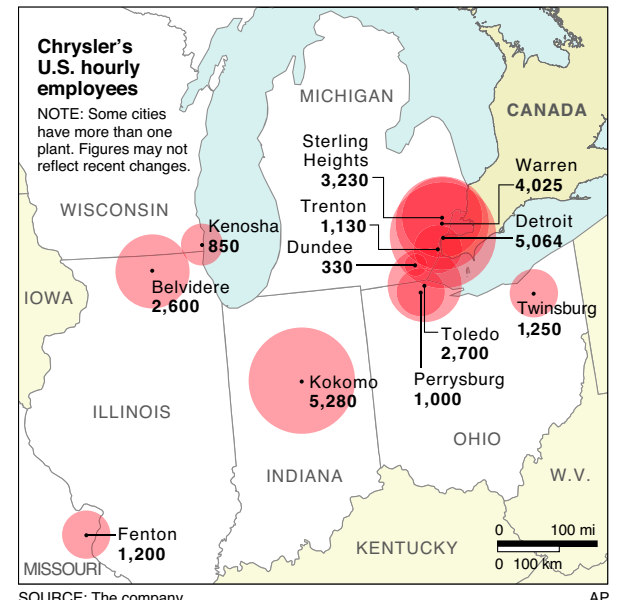 Chrysler's
U.S. hourly
employees
NOTE: Some cities
have more than one
plant. Figures may not
reflect recent changes.
MICHIGAN
CANADA
Sterling
Heights
3,230
Warren
4,025
Trenton
1,130
Detroit
5,064
Dundee
330
WISCONSIN
Kenosha
850
Belvidere
2,600
IOWA
Twinsburg
1,250
Toledo
2,700
Perrysburg
1,000
Kokomo
5,280
ILLINOIS
INDIANA
OHIO
W.V.
Fenton
1,200
MISSOURI
KENTUCKY
0 100 mi
0 100 km
SOURCE: The company
AP